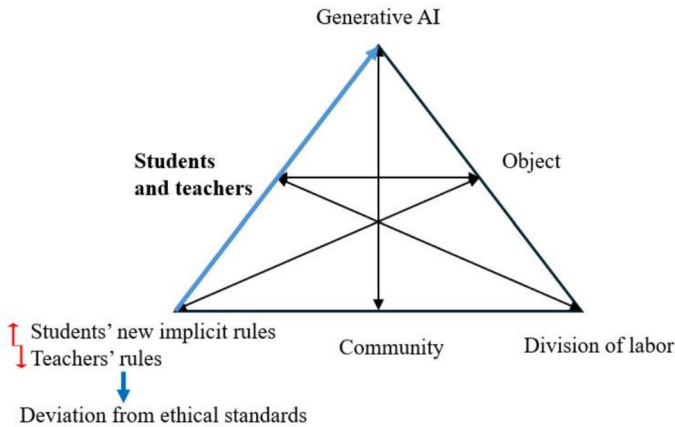 Generative AI
Students
and teachers
Object
Students’ new implicit rules
Teachers’ rules
Community
Division of labor
Deviation from ethical standards